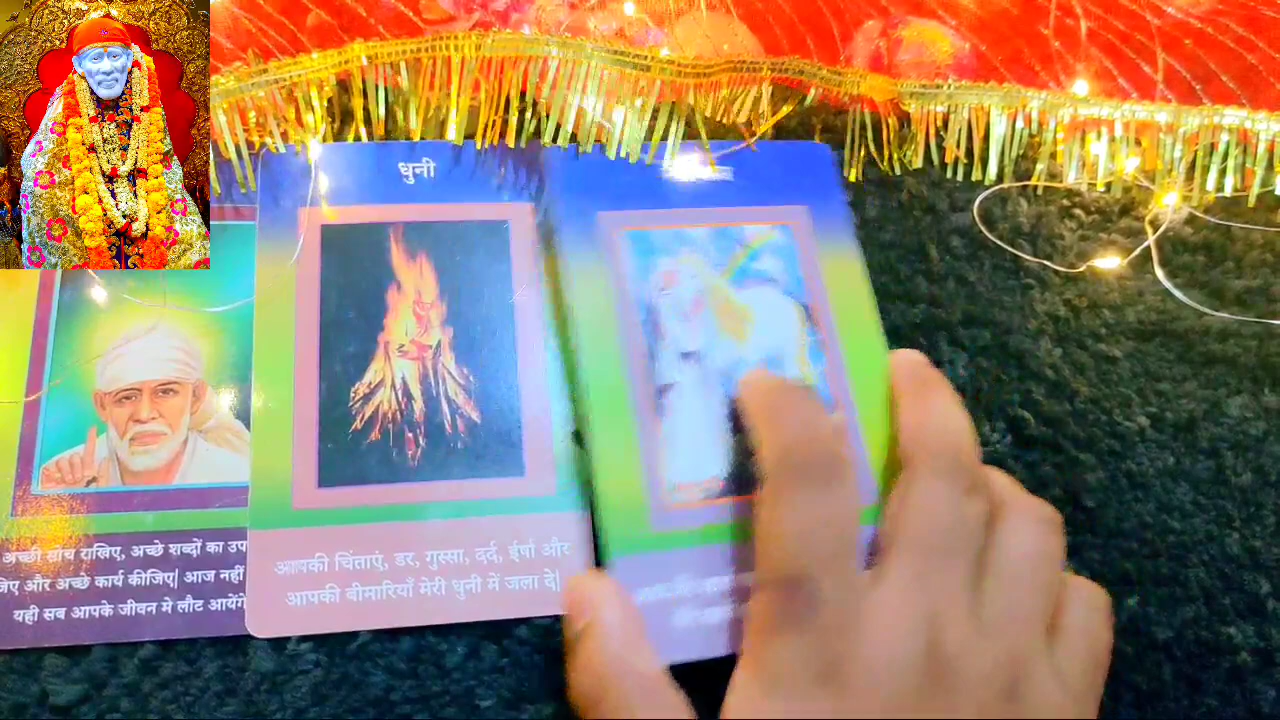 अच्छी सोच राखिए, अच्छे शब्दों का उप
जिए और अच्छे कार्य कीजिए| आज नहीं
यही सब आपके जीवन मे लौट आयेंगे
धुनी
आपकी चिंताएं, डर, गुस्सा, दर्द, ईर्षा और
आपकी बीमारियाँ मेरी धुनी में जला दे|